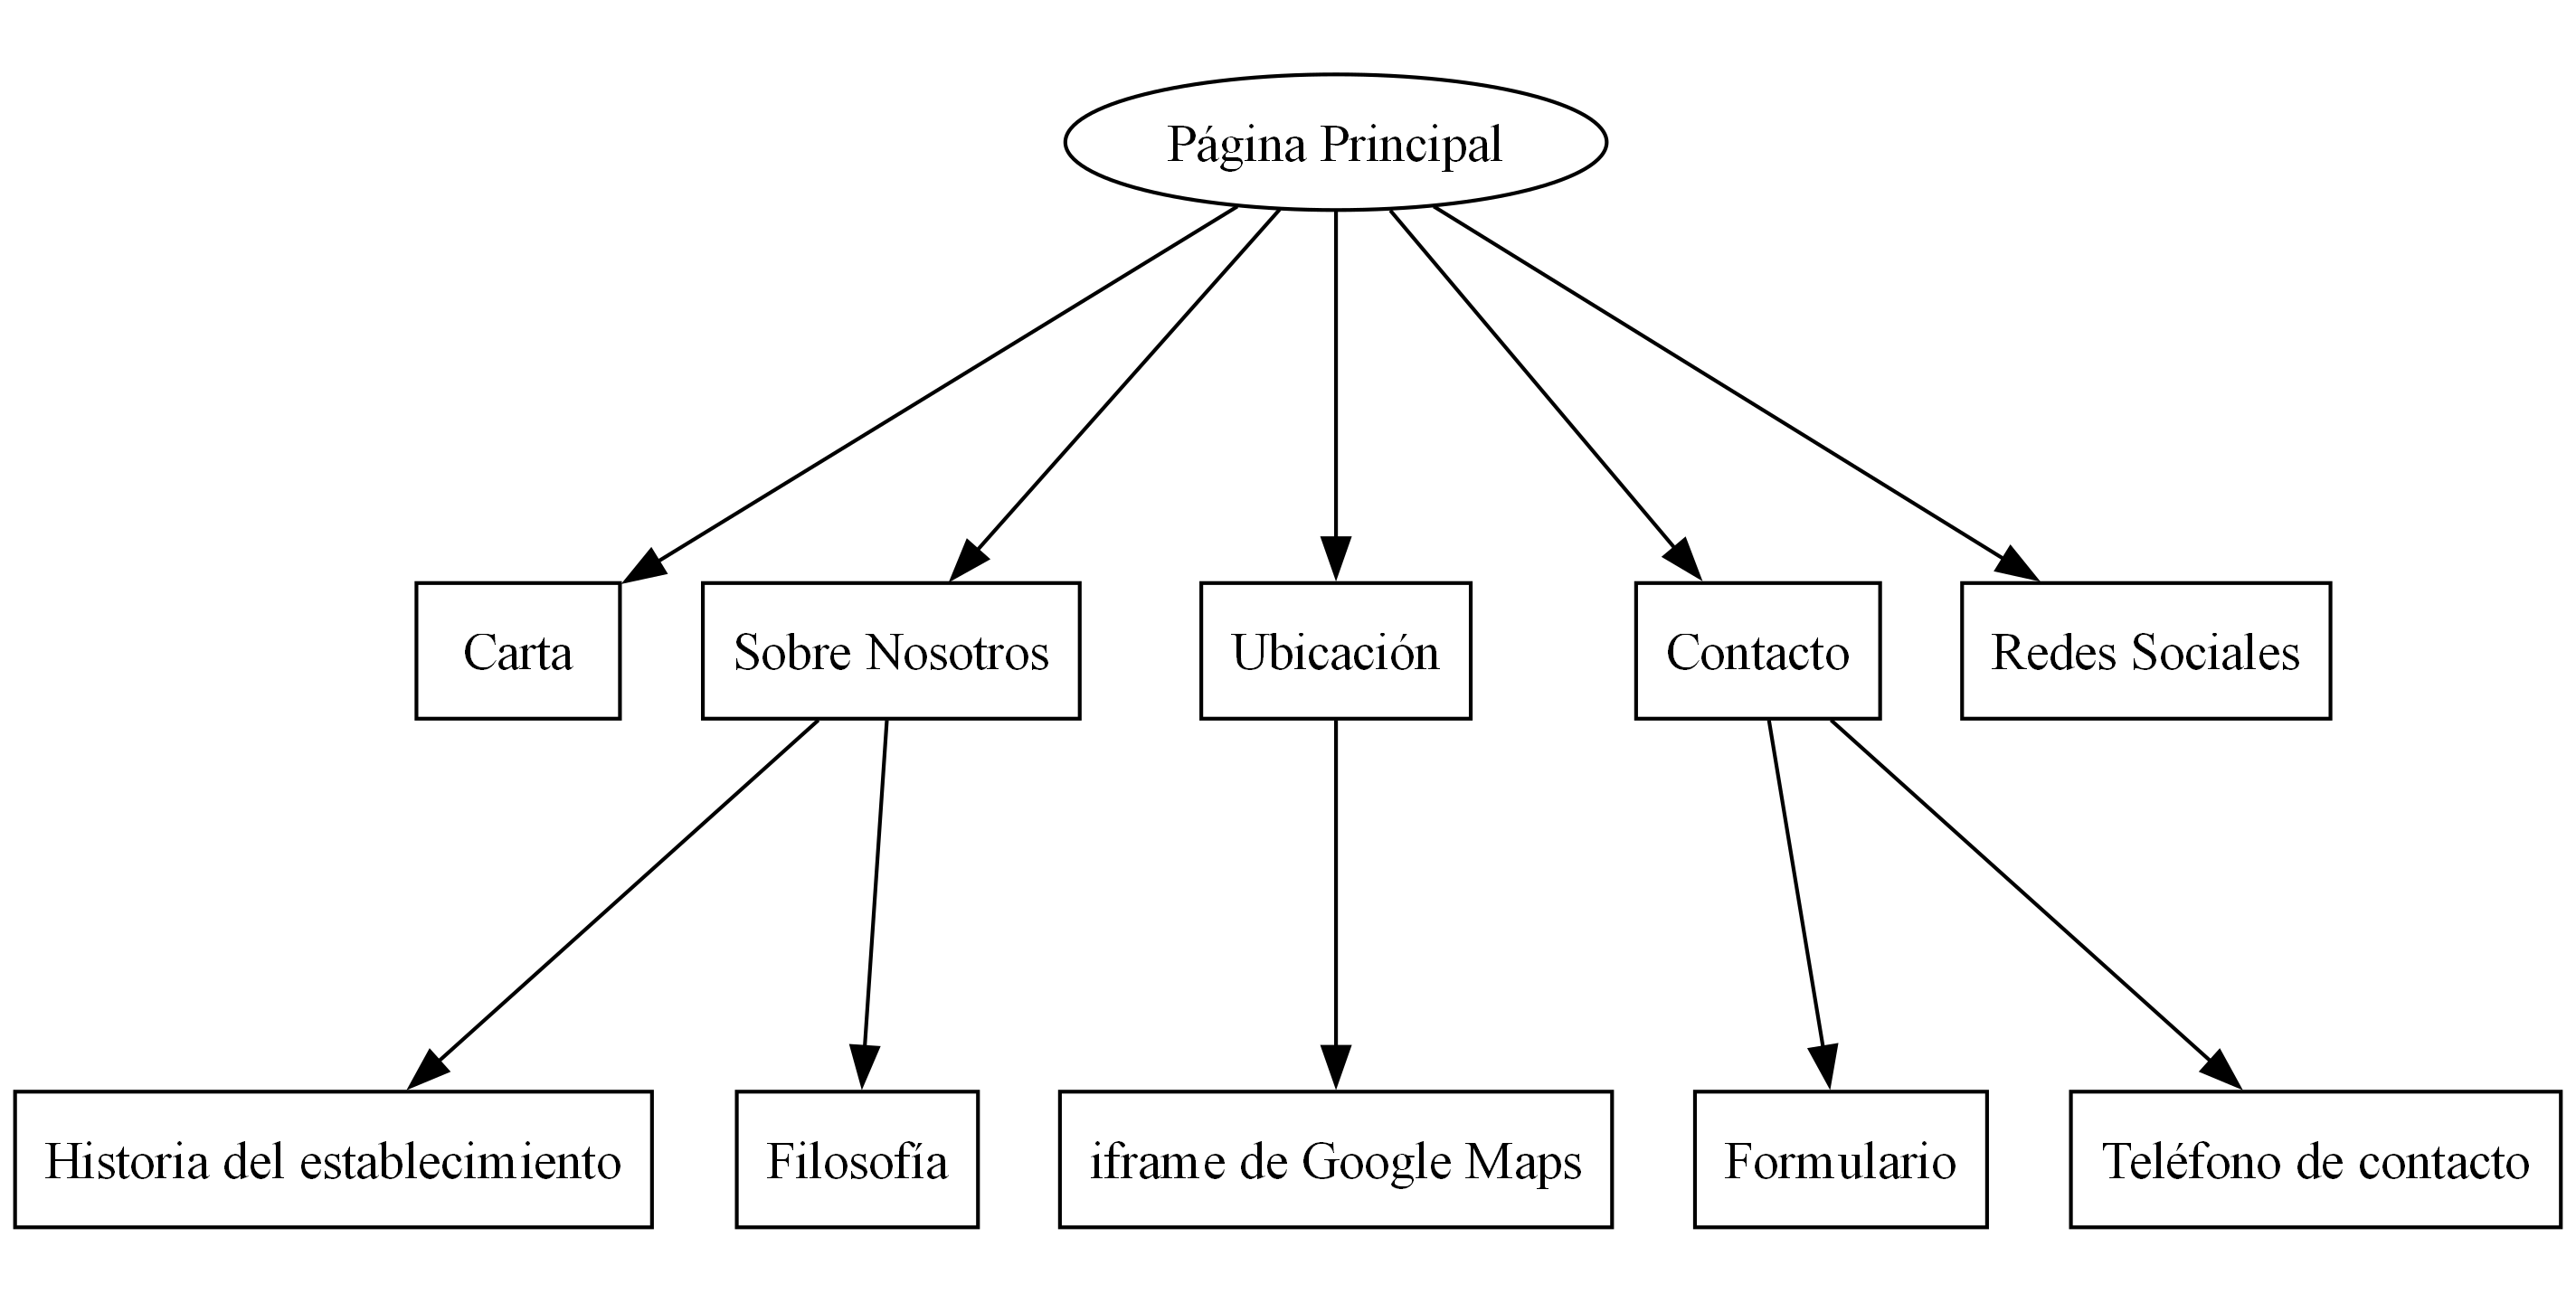 Página Principal
Carta
Sobre Nosotros
Ubicación
Contacto
Redes Sociales
Historia del establecimiento
Filosofía
iframe de Google Maps
Formulario
Teléfono de contacto